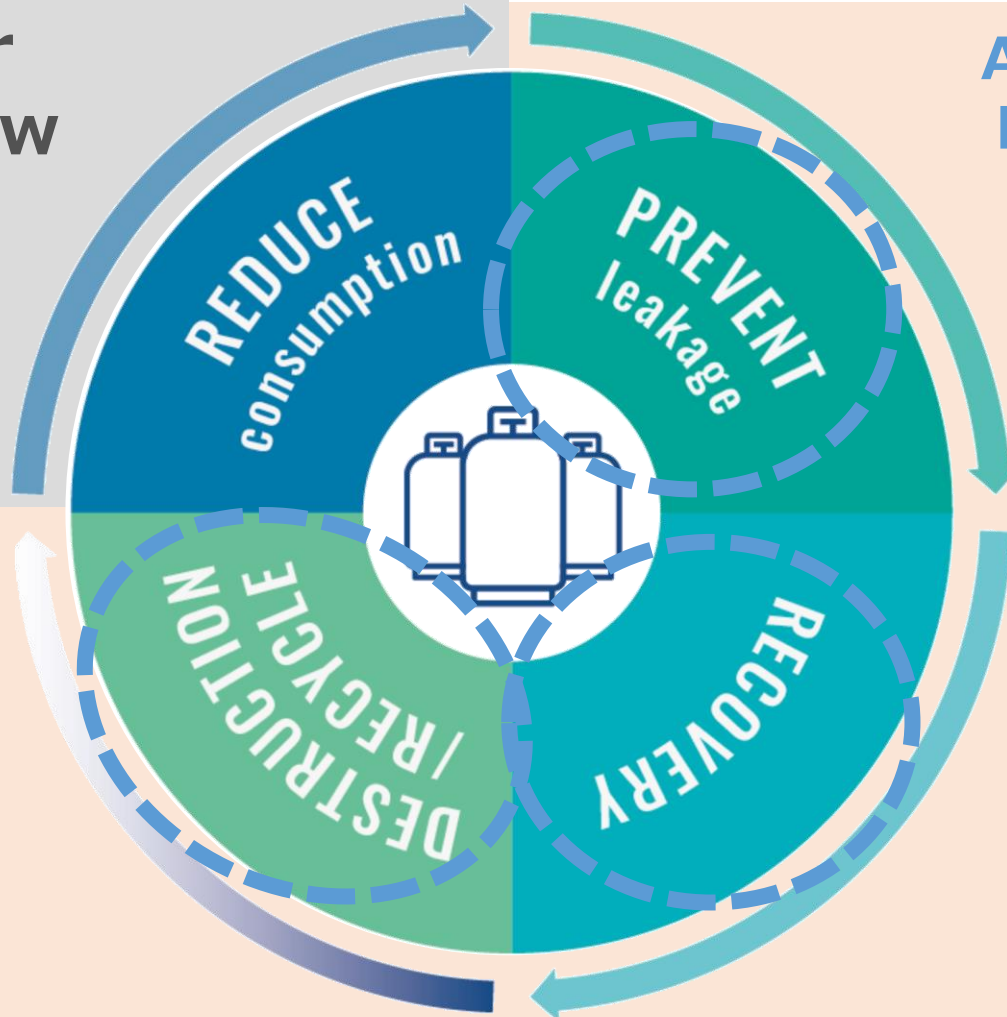 r
w
A
REDUCE
consumption
PREVENT
leakage
RECOVERY
DESTRUCTION
/RECYCLE